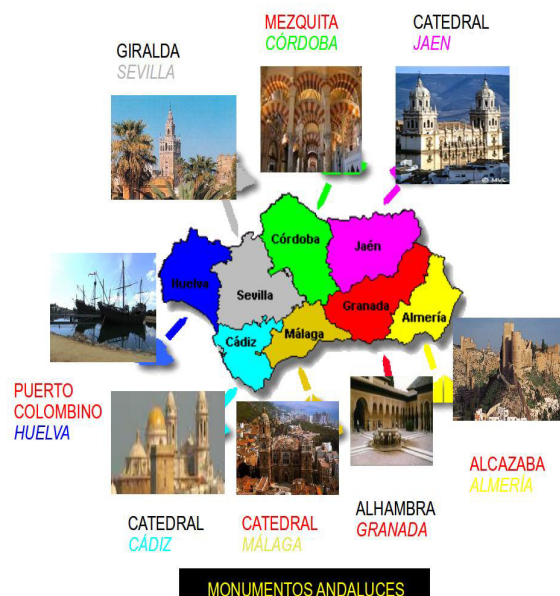 MEZQUITA
CÓRDOBA
CATEDRAL
JAEN
GIRALDA
SEVILLA
© MVL
Córdoba
Jaén
Huelva
Sevilla
Granada
Almería
Cádiz
Málaga
PUERTO
COLOMBINO
HUELVA
ALCAZABA
ALMERÍA
CATEDRAL
CÁDIZ
CATEDRAL
MÁLAGA
ALHAMBRA
GRANADA
MONUMENTOS ANDALUCES